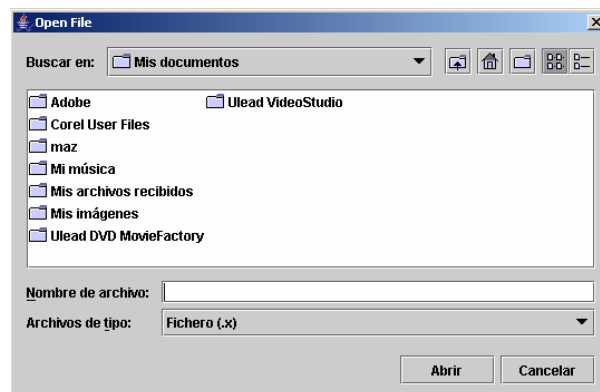 Open File
Buscar en: Mis documentos
Adobe
Corel User Files
maz
Mi música
Mis archivos recibidos
Mis imágenes
Ulead DVD MovieFactory
Ulead VideoStudio
Nombre de archivo:
Archivos de tipo: Fichero (.x)
Abrir Cancelar